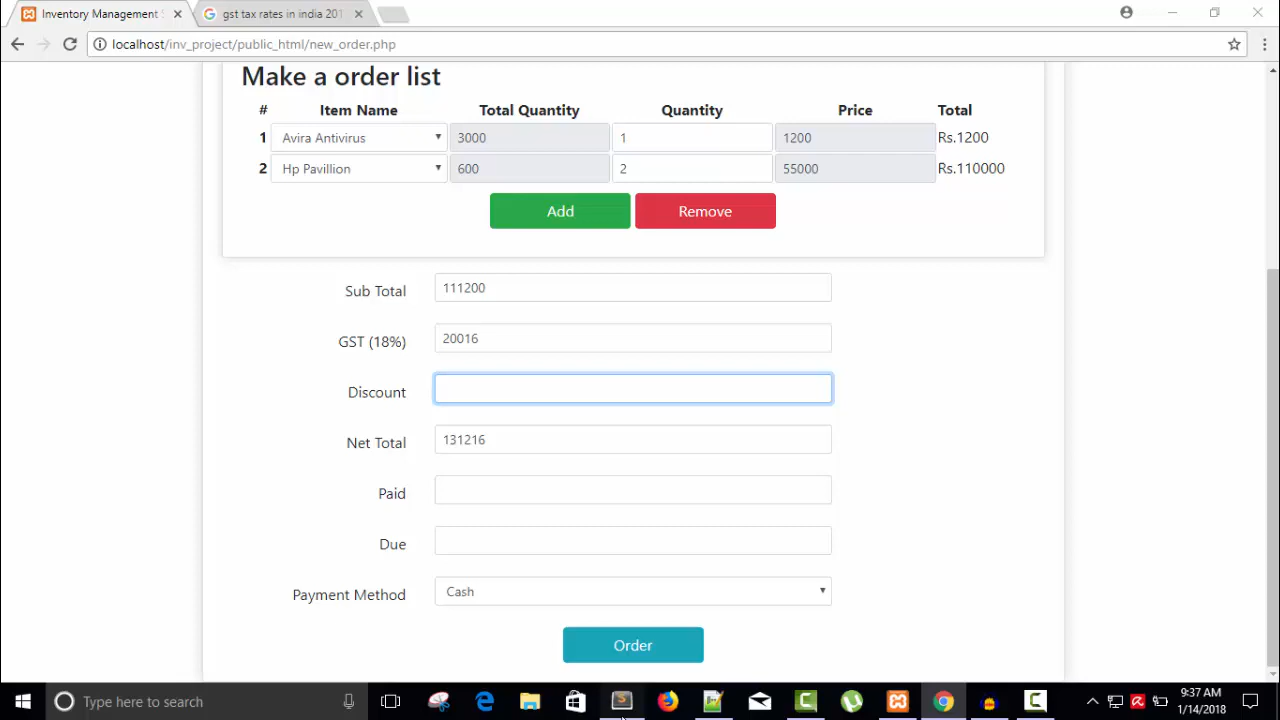 Inventory Management S
gst tax rates in india 201
localhost/inv_project/public_html/new_order.php
Make a order list
# Item Name Total Quantity Quantity Price Total
1 Avira Antivirus 3000 1 1200 Rs.1200
2 Hp Pavillion 600 2 55000 Rs.110000
Add Remove
Sub Total 111200
GST (18%) 20016
Discount
Net Total 131216
Paid
Due
Payment Method Cash
Order
Type here to search
9:37 AM
1/14/2018